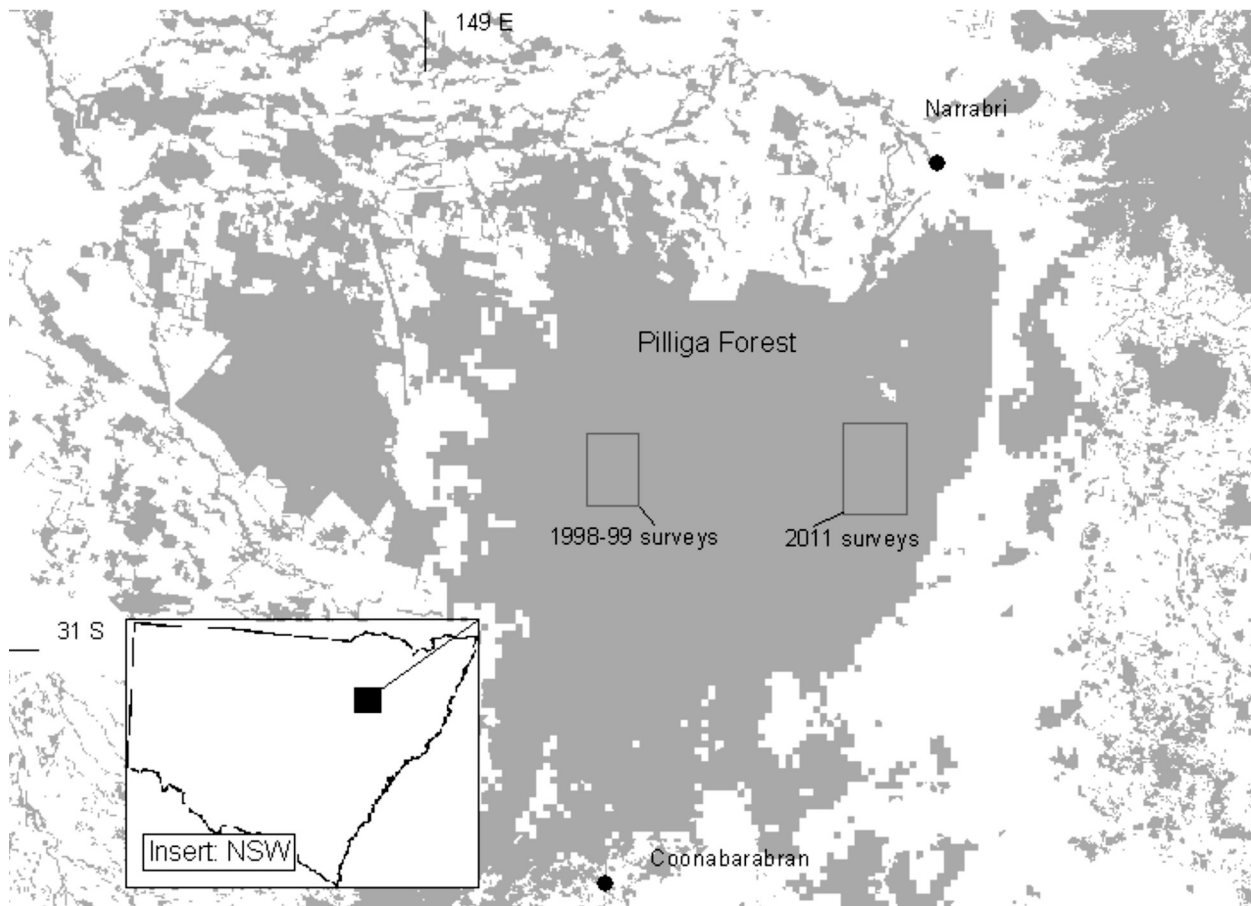 149 E
Narrabri
Pilliga Forest
1998-99 surveys
2011 surveys
31 S
Insert: NSW
Coonabarabran